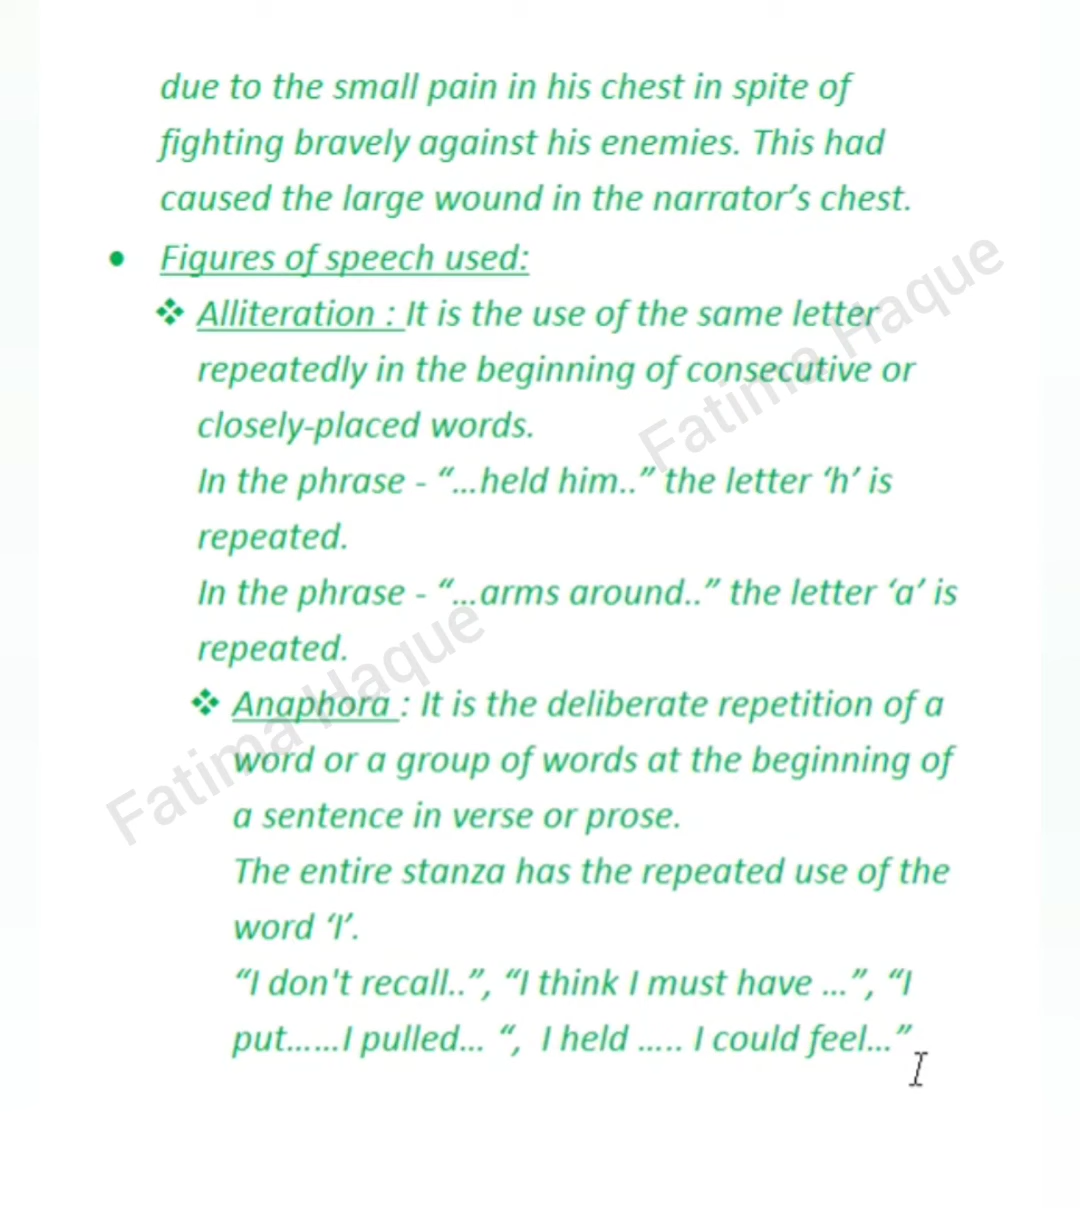 due to the small pain in his chest in spite of
fighting bravely against his enemies. This had
caused the large wound in the narrator’s chest.
• Figures of speech used:
❖ Alliteration : It is the use of the same letter
repeatedly in the beginning of consecutive or
closely-placed words.
In the phrase - “...held him..” the letter ‘h’ is
repeated.
In the phrase - “...arms around..” the letter ‘a’ is
repeated.
❖ Anaphora : It is the deliberate repetition of a
word or a group of words at the beginning of
a sentence in verse or prose.
The entire stanza has the repeated use of the
word ‘I’.
“I don't recall..”, “I think I must have ...”, “I
put......I pulled... “,  I held ..... I could feel...”
Fatima Haque
Fatima Haque